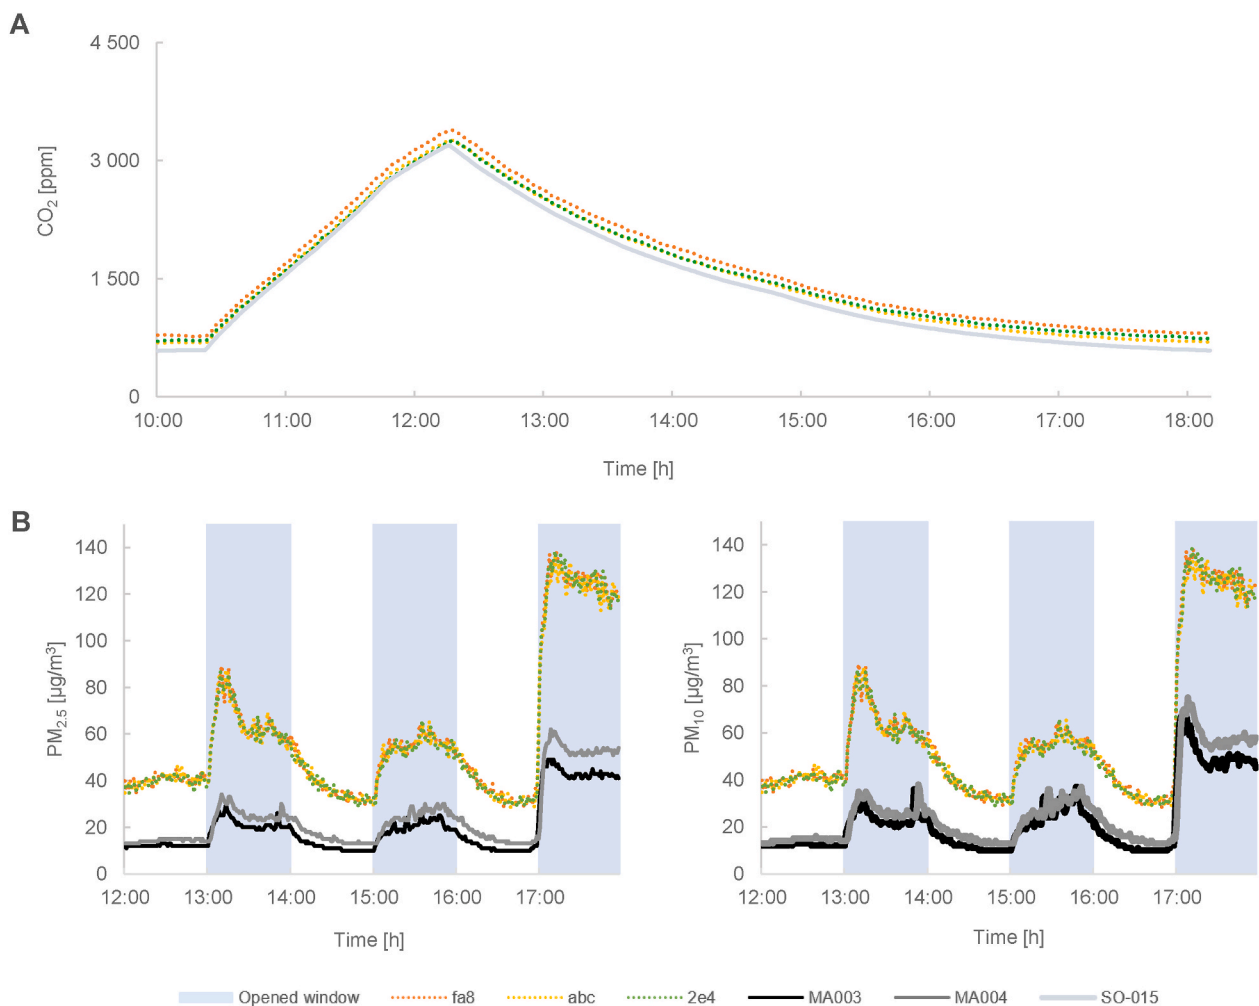 A
4 500
3 000
1 500
0
CO2 [ppm]
10:00 11:00 12:00 13:00 14:00 15:00 16:00 17:00 18:00
Time [h]
B
140
120
100
80
60
40
20
0
PM2.5 [µg/m³]
12:00 13:00 14:00 15:00 16:00 17:00
Time [h]
140
120
100
80
60
40
20
0
PM10 [µg/m³]
12:00 13:00 14:00 15:00 16:00 17:00
Time [h]
Opened window fa8 abc 2e4 MA003 MA004 SO-015